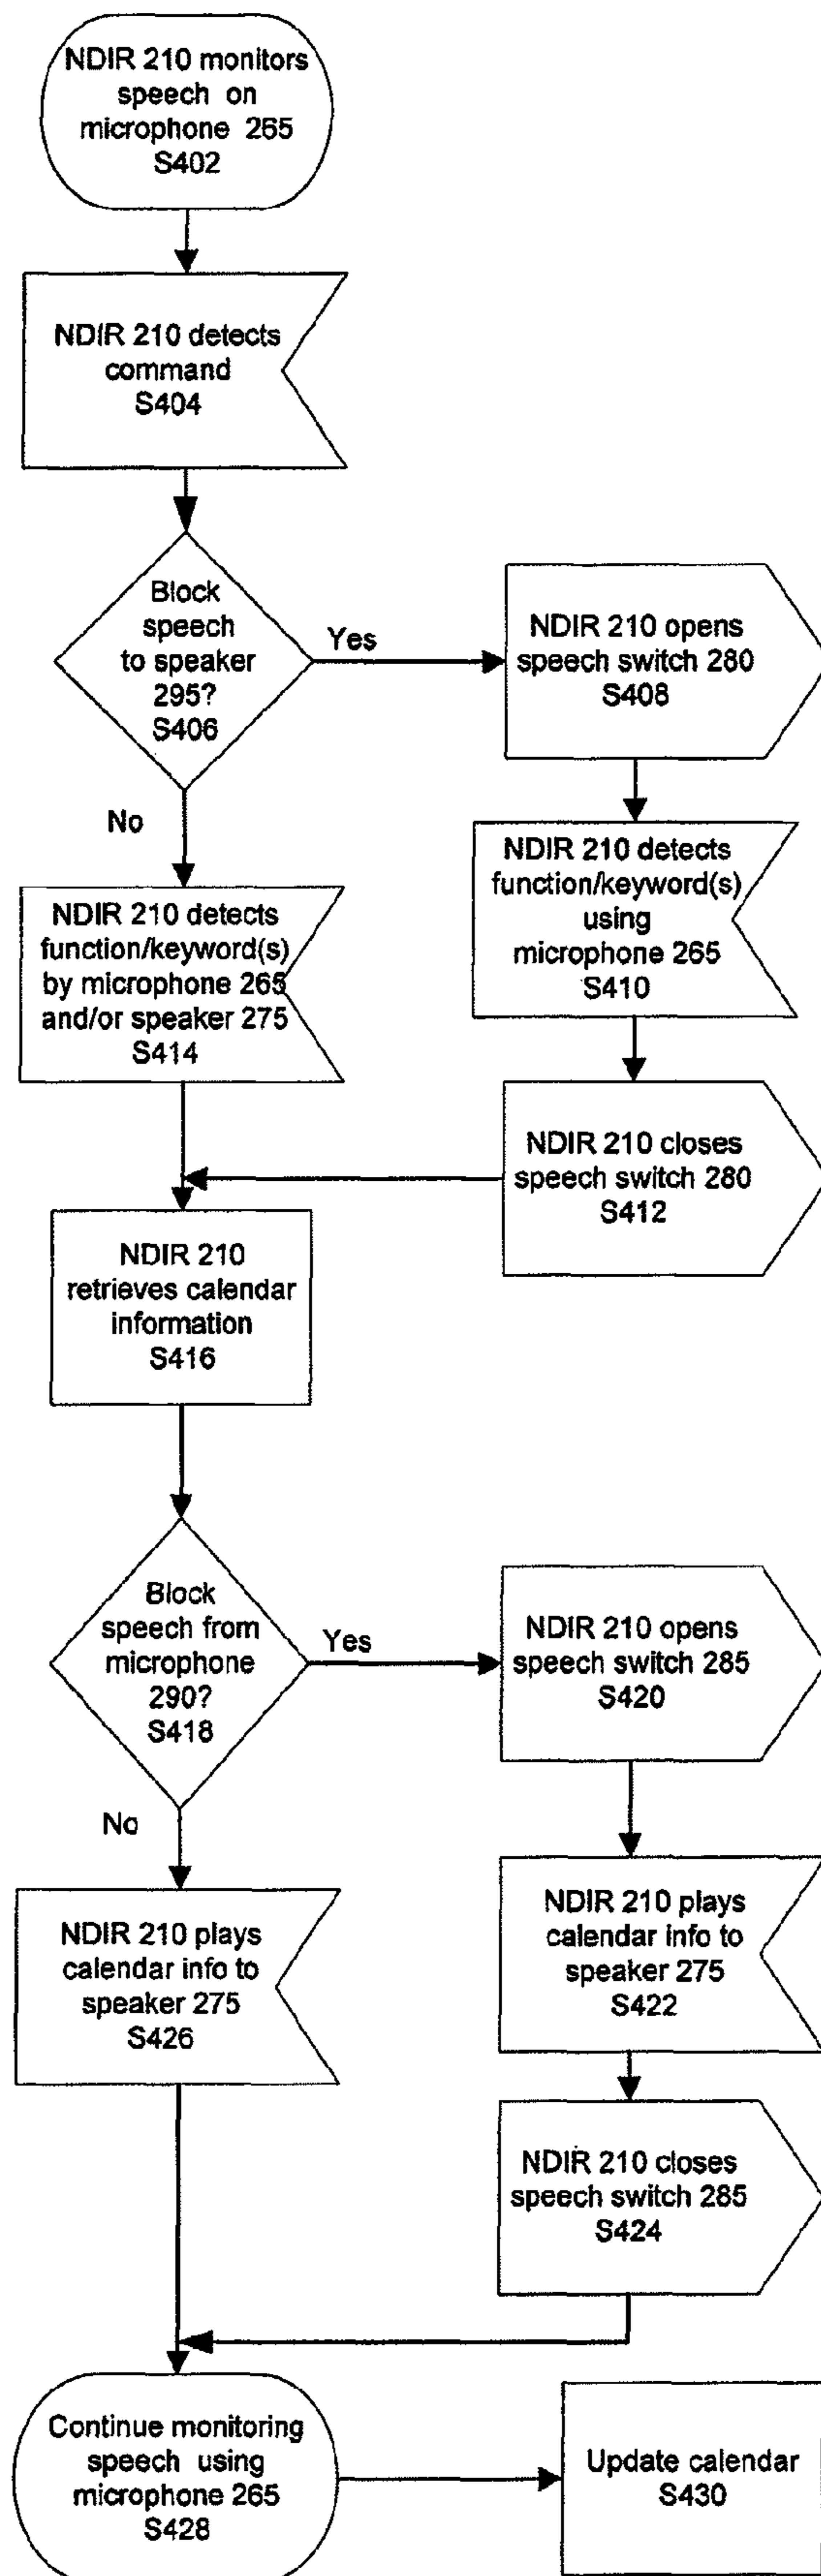 NDIR 210 monitors
speech on
microphone 265
S402
NDIR 210 detects
command
S404
Block
speech
to speaker
295?
S406
Yes
NDIR 210 opens
speech switch 280
S408
No
NDIR 210 detects
function/keyword(s)
using
microphone 265
S410
NDIR 210 detects
function/keyword(s)
by microphone 265
and/or speaker 275
S414
NDIR 210 closes
speech switch 280
S412
NDIR 210
retrieves calendar
information
S416
Block
speech from
microphone
290?
S418
Yes
NDIR 210 opens
speech switch 285
S420
No
NDIR 210 plays
calendar info to
speaker 275
S426
NDIR 210 plays
calendar info to
speaker 275
S422
NDIR 210 closes
speech switch 285
S424
Continue monitoring
speech using
microphone 265
S428
Update calendar
S430